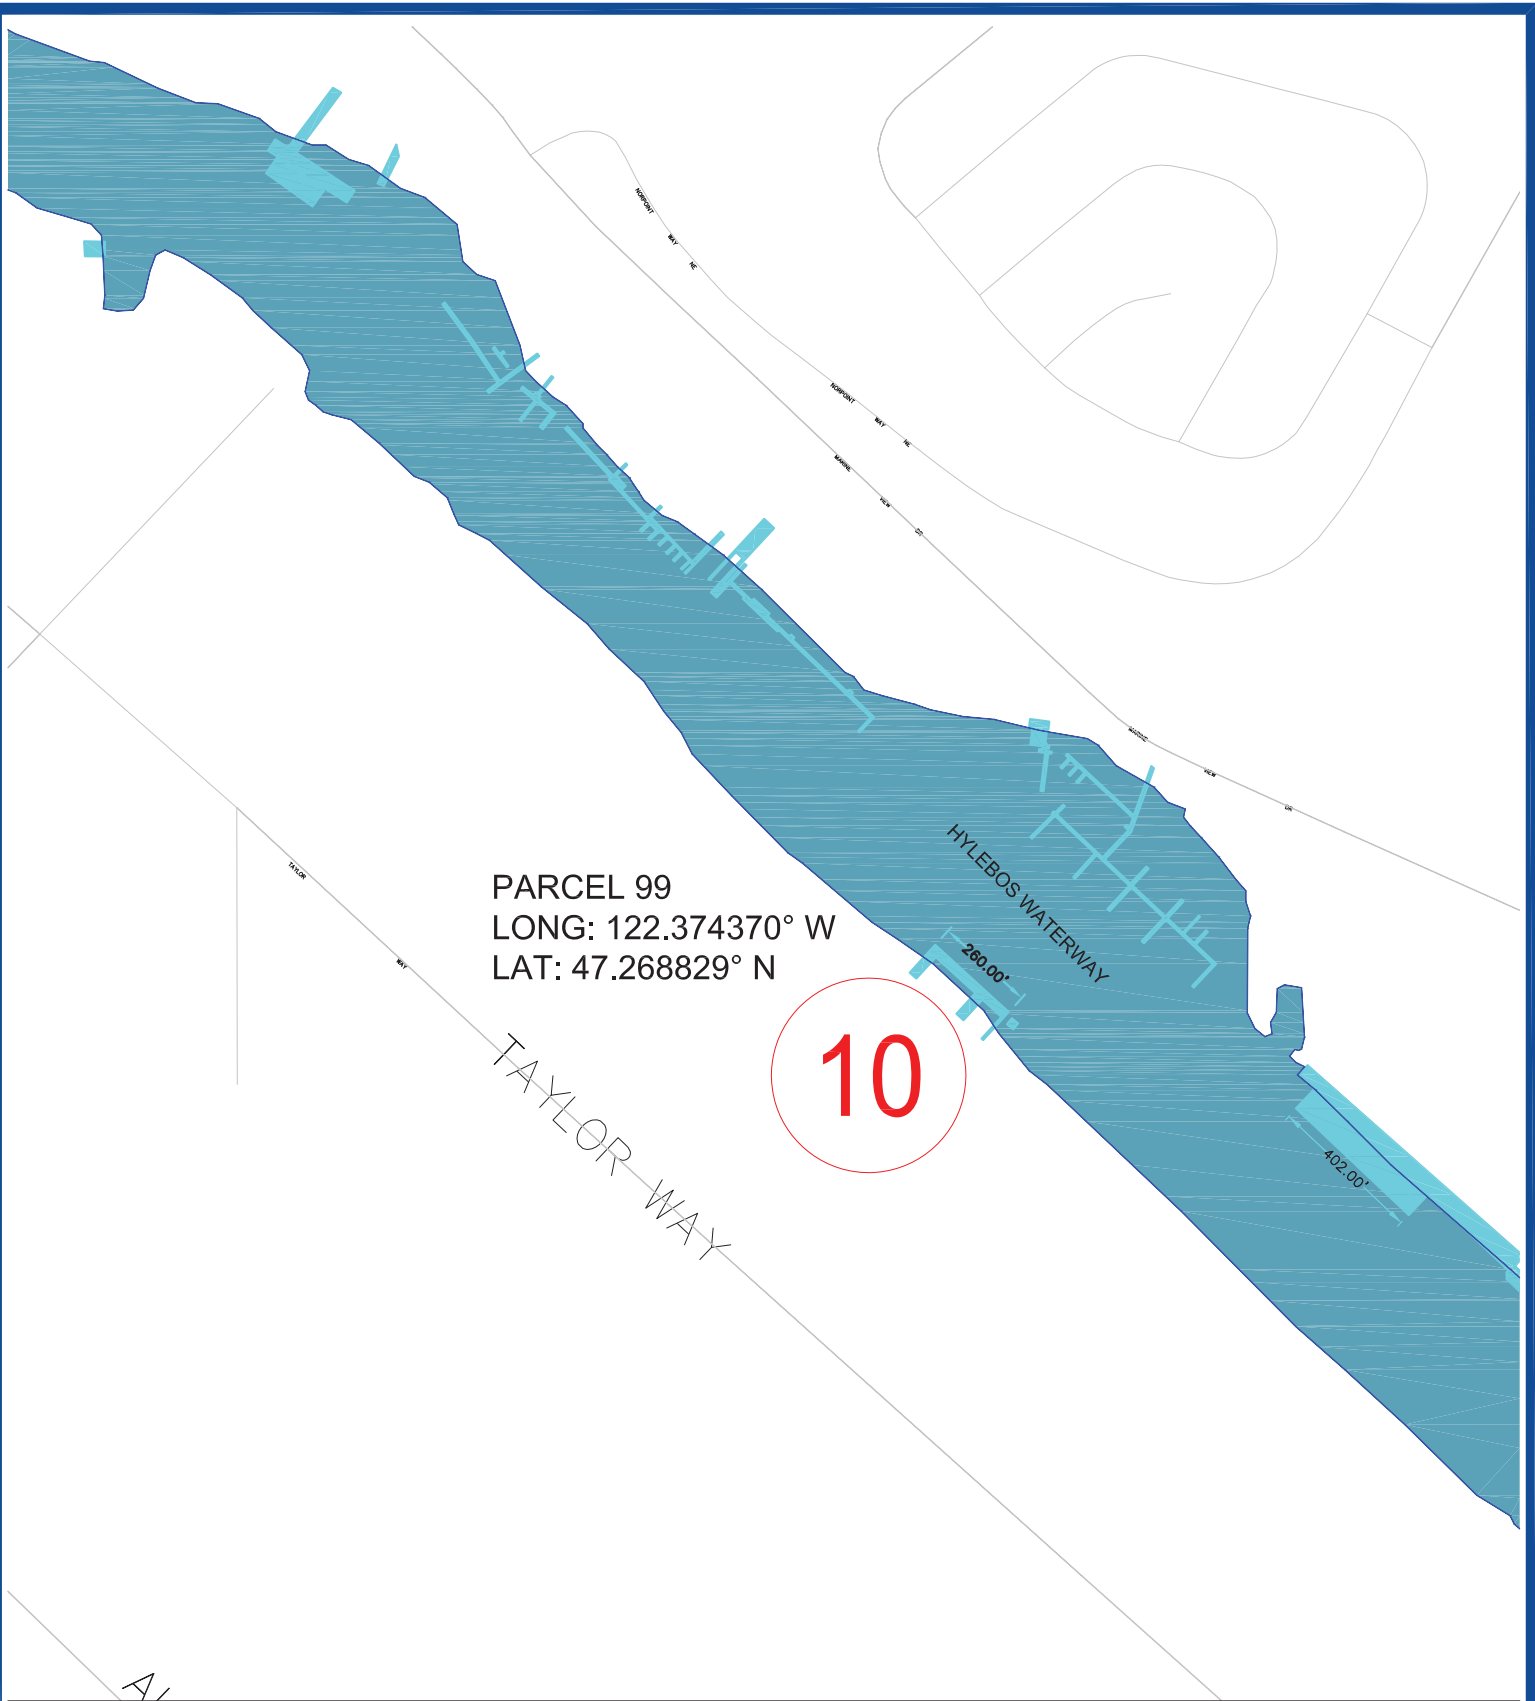 NORPOINT WAY NE
NORPOINT WAY NE
MARINE VIEW DR
MARINE VIEW DR
HYLEBOS WATERWAY
TAYLOR WAY
PARCEL 99
LONG: 122.374370° W
LAT: 47.268829° N
260.00'
10
TAYLOR WAY
402.00'